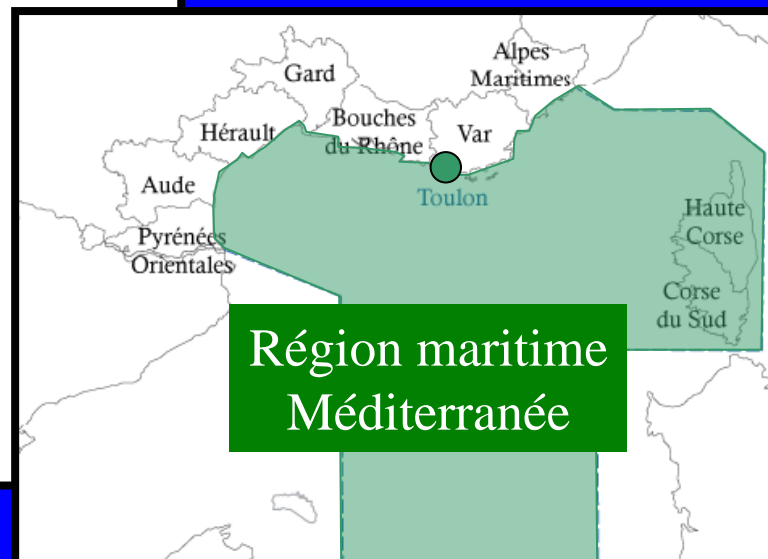 Alpes
Maritimes
Gard
Bouches
du Rhône
Var
Hérault
Aude
Toulon
Haute
Corse
Pyrénées
Orientales
Corse
du Sud
Région maritime
Méditerranée